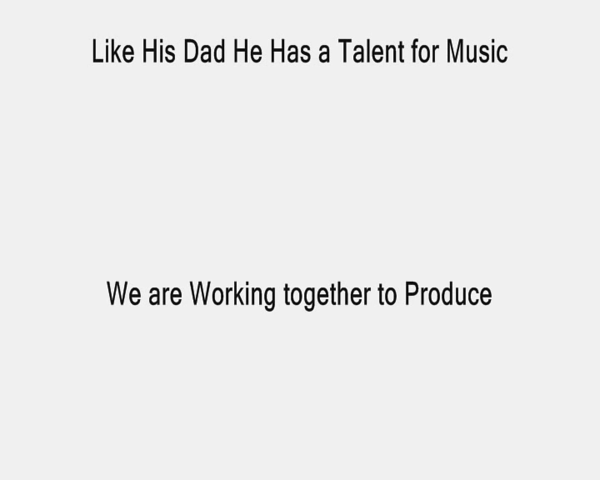 Like His Dad He Has a Talent for Music
We are Working together to Produce